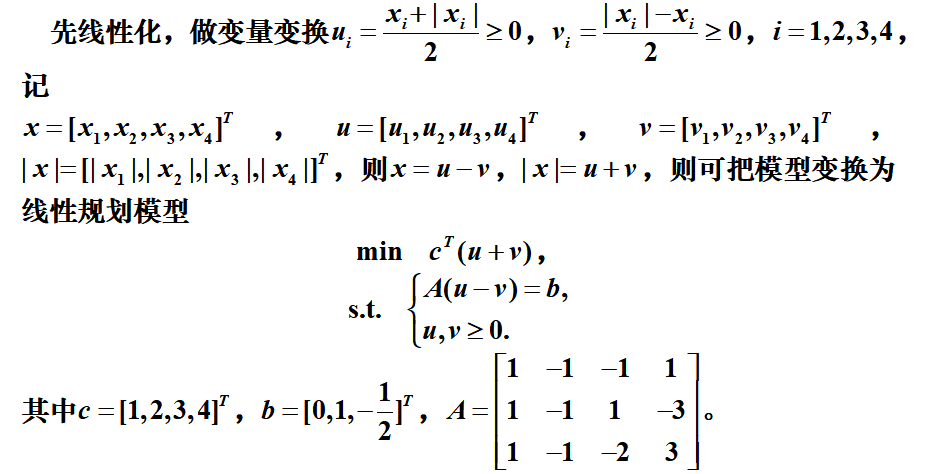 先线性化，做变量变换 $u_i = \frac{x_i+|x_i|}{2} \geq 0$，$v_i = \frac{|x_i|-x_i}{2} \geq 0$，$i = 1,2,3,4$，
记
$x = [x_1,x_2,x_3,x_4]^T$ ， $u = [u_1,u_2,u_3,u_4]^T$ ， $v = [v_1,v_2,v_3,v_4]^T$ ，
$|x| = [|x_1|,|x_2|,|x_3|,|x_4|]^T$，则 $x = u-v$，$|x| = u+v$，则可把模型变换为
线性规划模型
$\min \quad c^T(u+v)$，
$\text{s.t.} \quad \begin{cases} A(u-v)=b, \\ u,v \geq 0. \end{cases}$
其中 $c = [1,2,3,4]^T$，$b = [0,1,-\frac{1}{2}]^T$，$A = \begin{bmatrix} 1 & -1 & -1 & 1 \\ 1 & -1 & 1 & -3 \\ 1 & -1 & -2 & 3 \end{bmatrix}$。